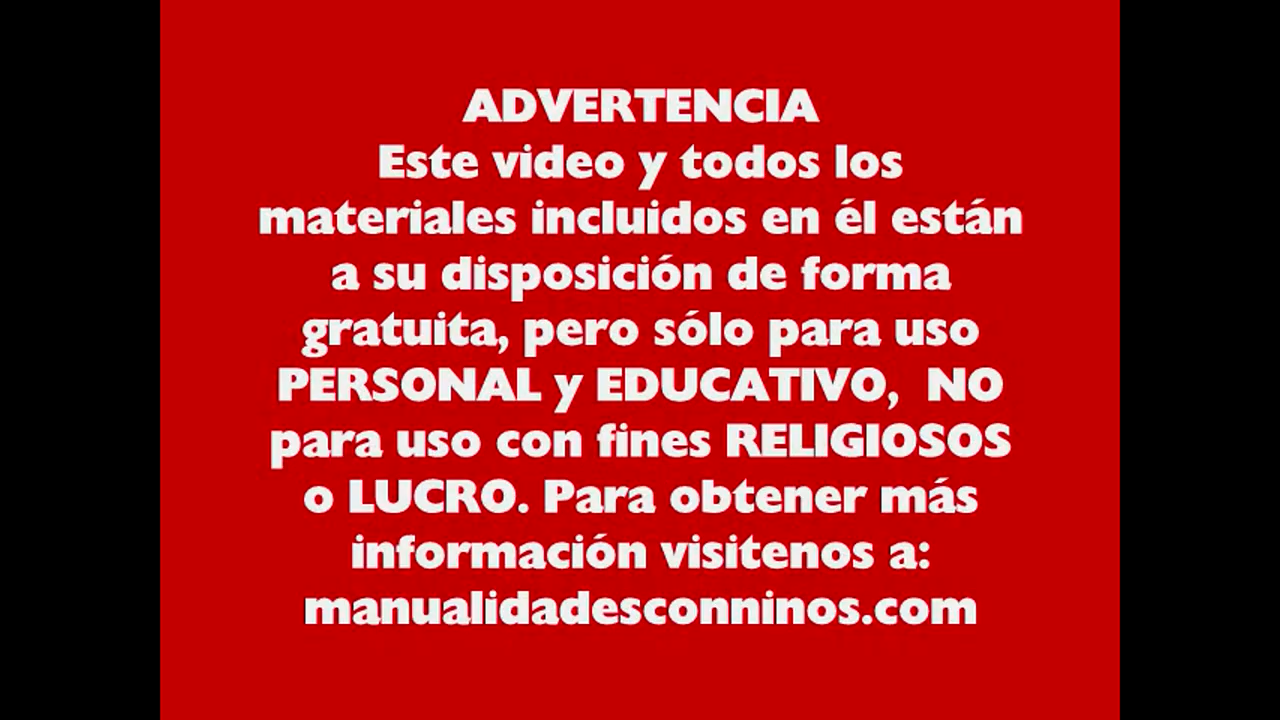 ADVERTENCIA
Este video y todos los
materiales incluidos en él están
a su disposición de forma
gratuita, pero sólo para uso
PERSONAL y EDUCATIVO,  NO
para uso con fines RELIGIOSOS
o LUCRO. Para obtener más
información visitenos a:
manualidadesconninos.com